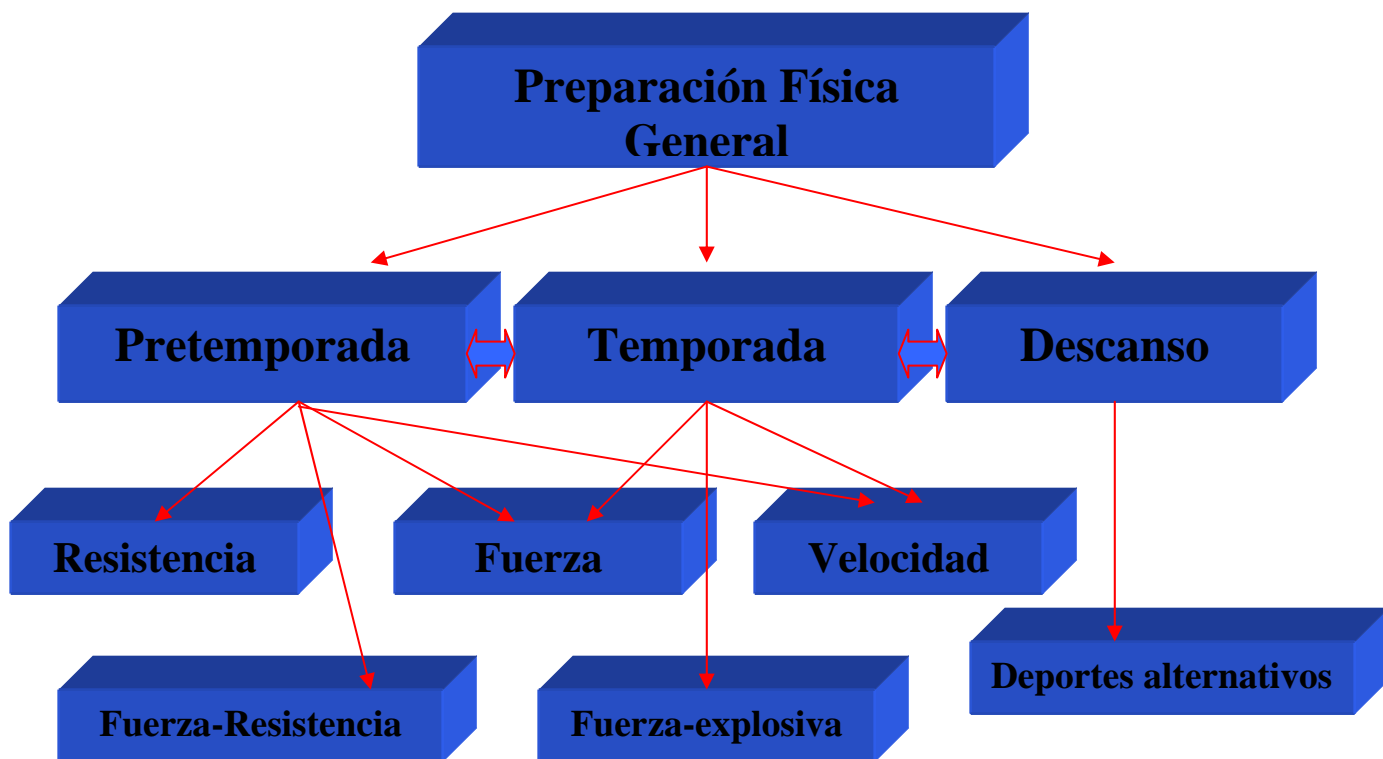 Preparación Física
General
Pretemporada
Temporada
Descanso
Resistencia
Fuerza
Velocidad
Deportes alternativos
Fuerza-Resistencia
Fuerza-explosiva